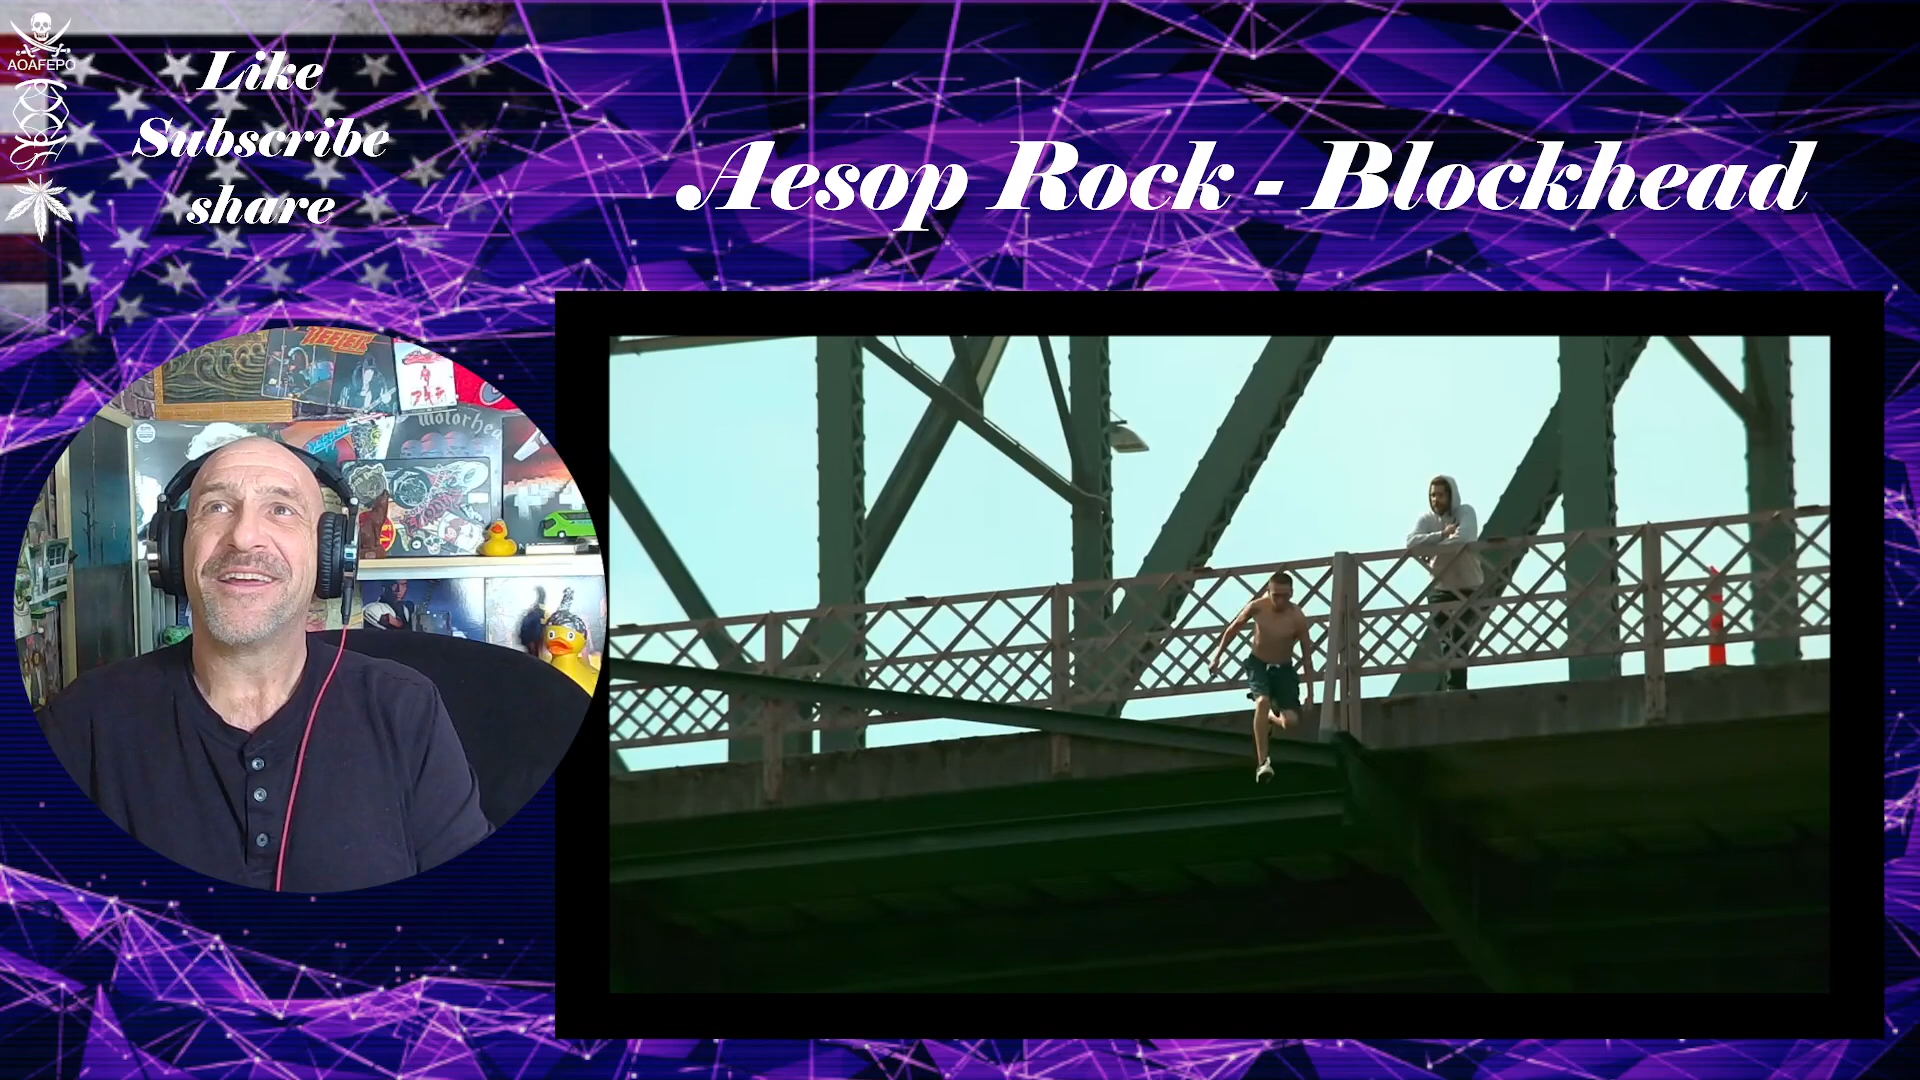 AOAFEPO
Like
Subscribe
share
Aesop Rock - Blockhead
motorhea